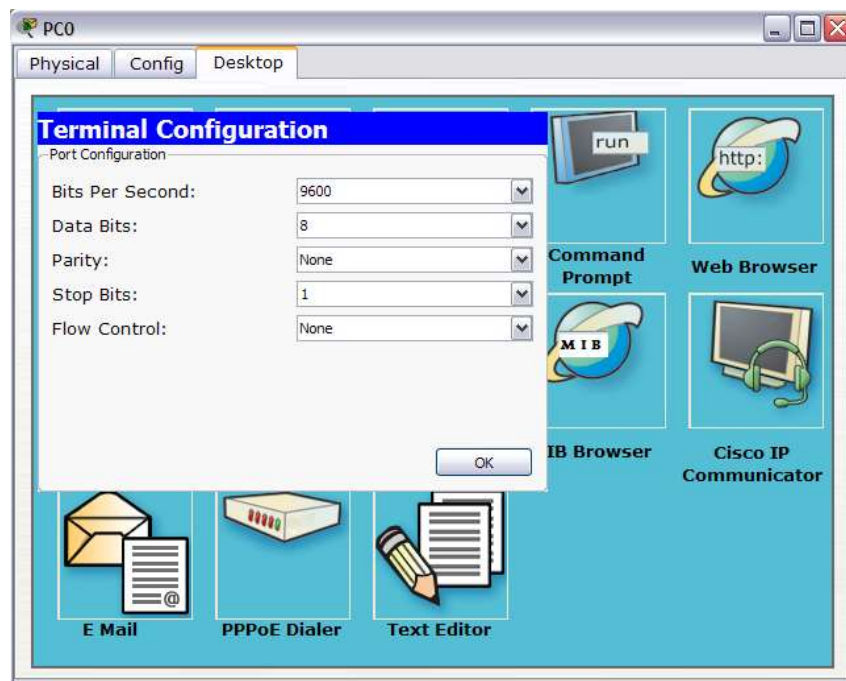 PC0
Physical Config Desktop
Terminal Configuration
Port Configuration
Bits Per Second: 9600
Data Bits: 8
Parity: None
Stop Bits: 1
Flow Control: None
OK
run
http:
Command
Prompt
Web Browser
MIB
IB Browser
Cisco IP
Communicator
@
E Mail
PPPoE Dialer
Text Editor